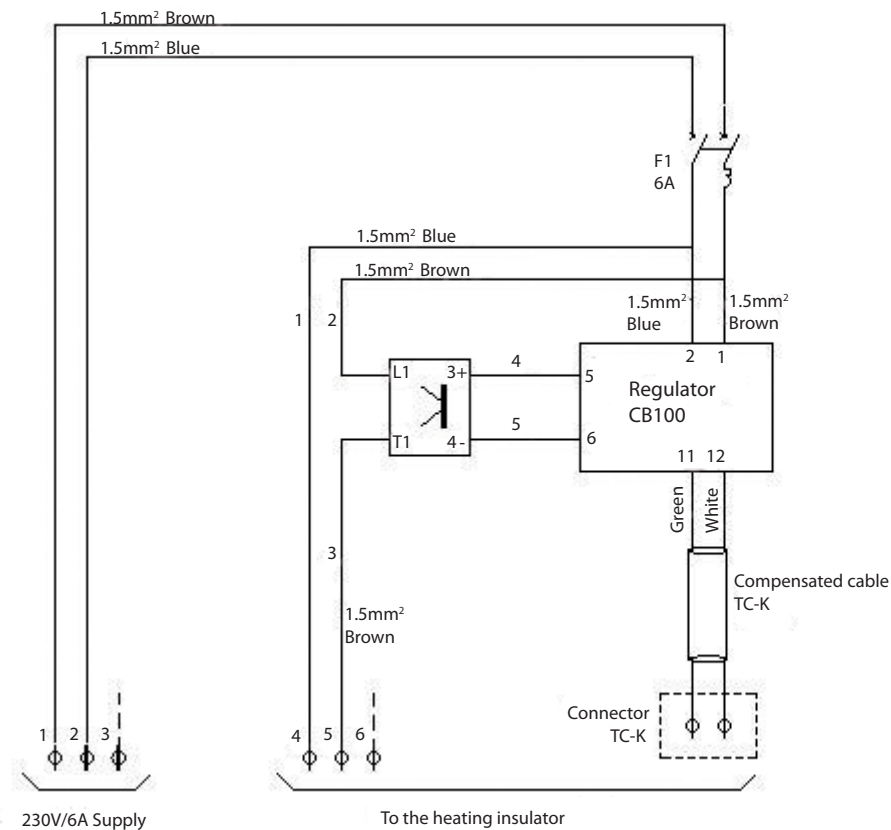 1.5mm² Brown
1.5mm² Blue
F1
6A
1.5mm² Blue
1.5mm² Brown
1.5mm²
Blue
1.5mm²
Brown
1 2
2 1
L1 3+
4
5
Regulator
CB100
T1 4-
5
6
11 12
Green
White
3
1.5mm²
Brown
Compensated cable
TC-K
Connector
TC-K
1 2 3
4 5 6
230V/6A Supply
To the heating insulator